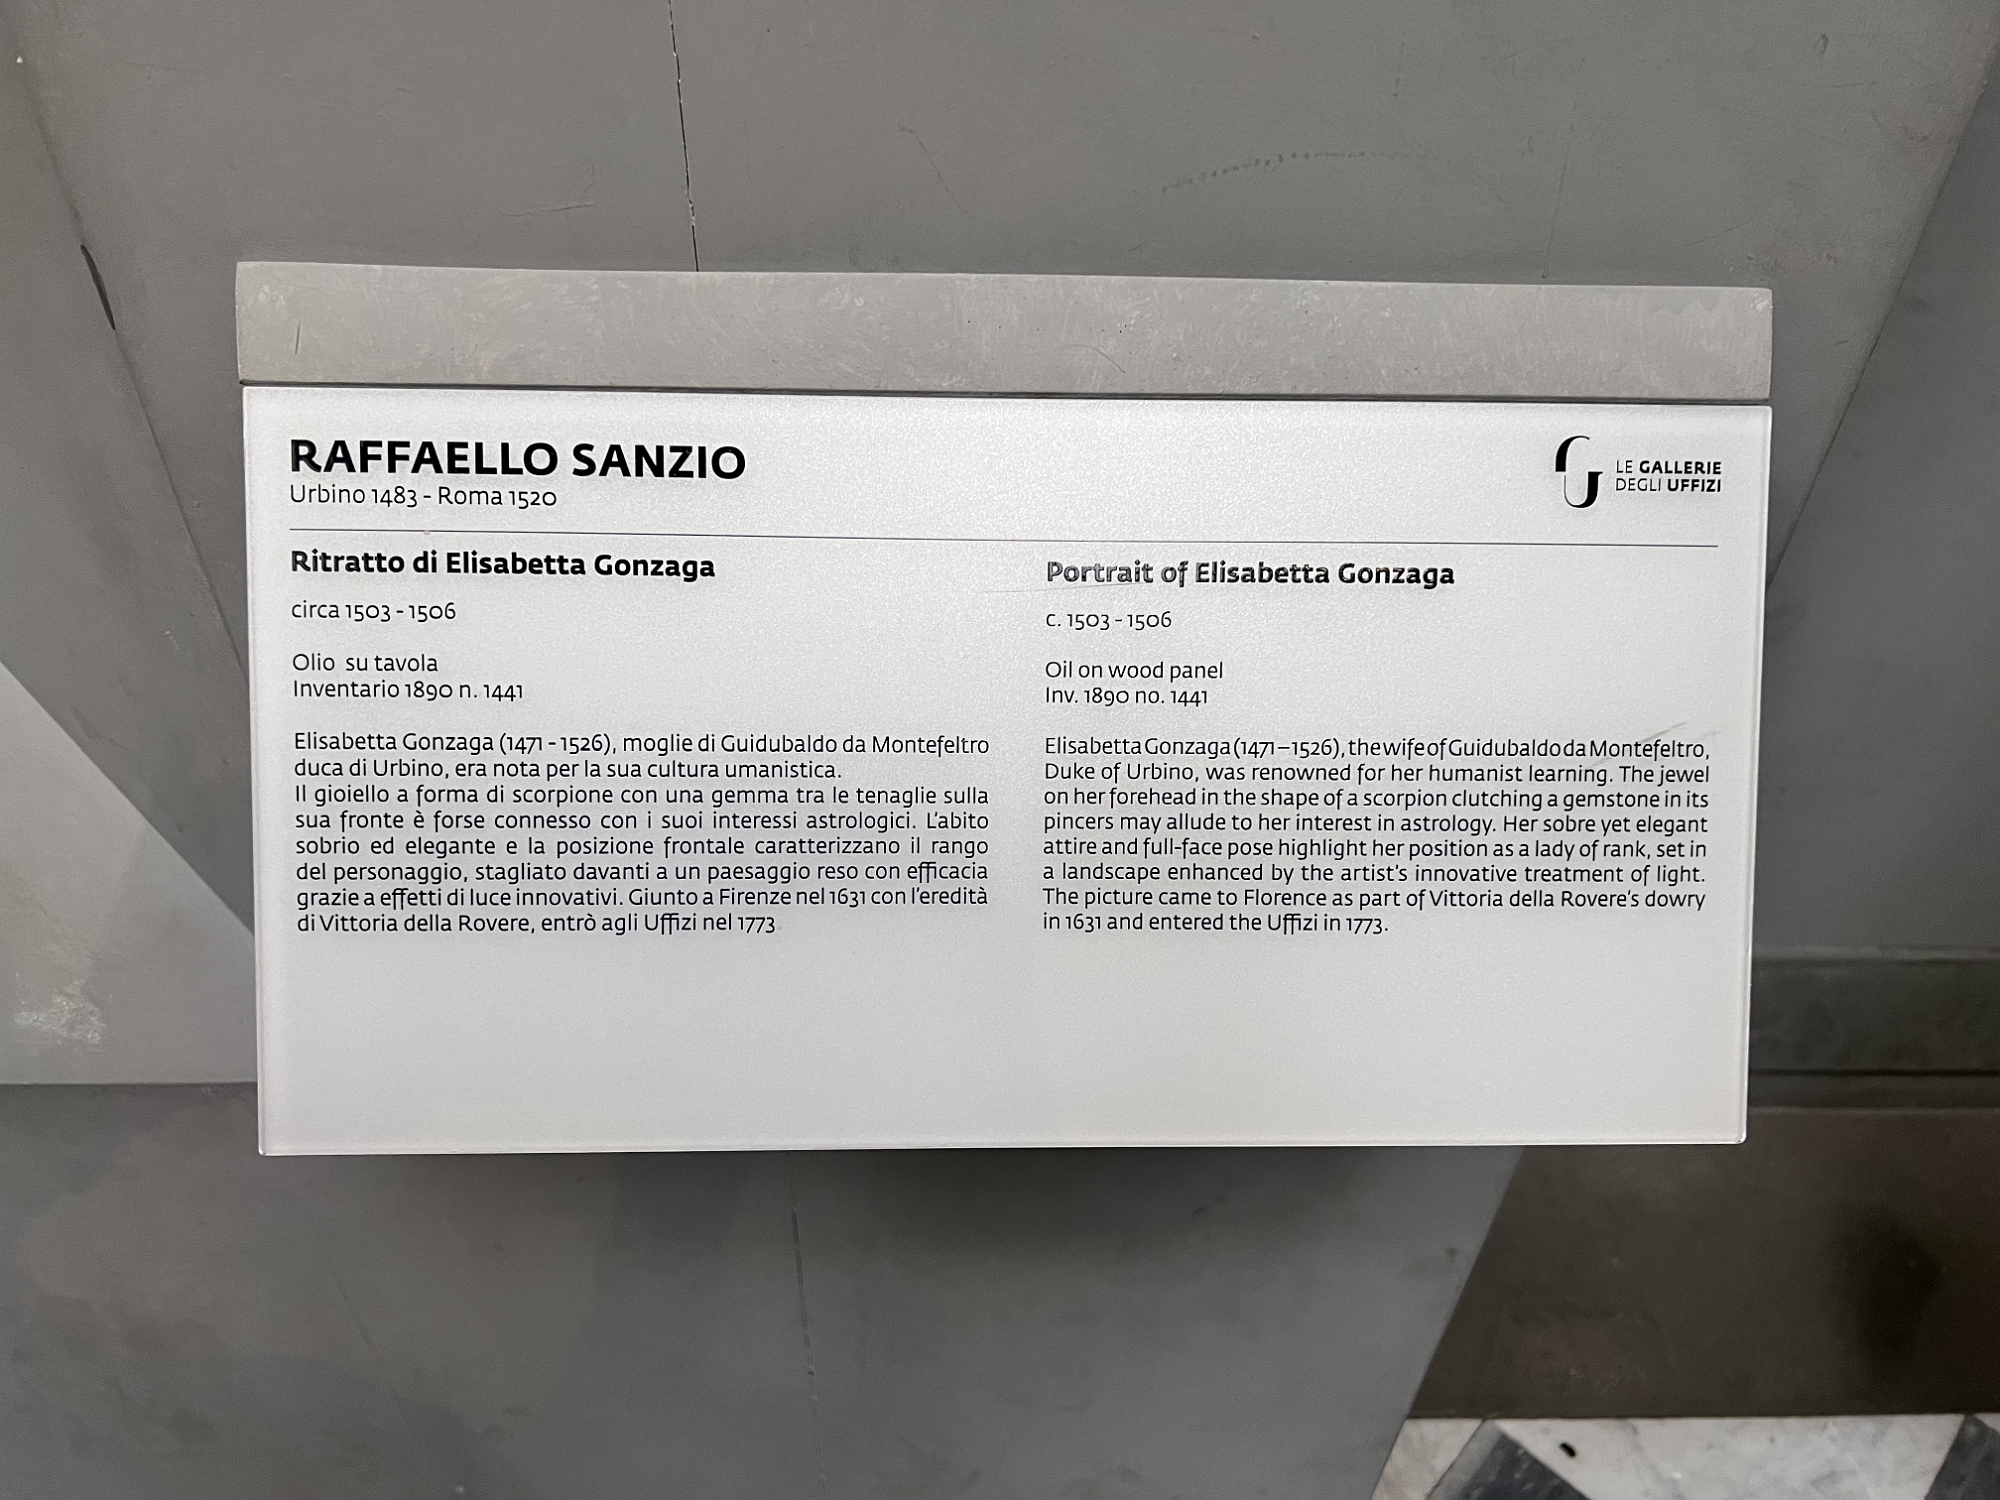 RAFFAELLO SANZIO
Urbino 1483 - Roma 1520
LE GALLERIE
DEGLI UFFIZI
Ritratto di Elisabetta Gonzaga
circa 1503 - 1506
Olio su tavola
Inventario 1890 n. 1441
Elisabetta Gonzaga (1471 - 1526), moglie di Guidubaldo da Montefeltro
duca di Urbino, era nota per la sua cultura umanistica.
Il gioiello a forma di scorpione con una gemma tra le tenaglie sulla
sua fronte è forse connesso con i suoi interessi astrologici. L'abito
sobrio ed elegante e la posizione frontale caratterizzano il rango
del personaggio, stagliato davanti a un paesaggio reso con efficacia
grazie a effetti di luce innovativi. Giunto a Firenze nel 1631 con l'eredità
di Vittoria della Rovere, entrò agli Uffizi nel 1773.
Portrait of Elisabetta Gonzaga
c. 1503 - 1506
Oil on wood panel
Inv. 1890 no. 1441
Elisabetta Gonzaga (1471–1526), the wife of Guidubaldo da Montefeltro,
Duke of Urbino, was renowned for her humanist learning. The jewel
on her forehead in the shape of a scorpion clutching a gemstone in its
pincers may allude to her interest in astrology. Her sobre yet elegant
attire and full-face pose highlight her position as a lady of rank, set in
a landscape enhanced by the artist's innovative treatment of light.
The picture came to Florence as part of Vittoria della Rovere's dowry
in 1631 and entered the Uffizi in 1773.